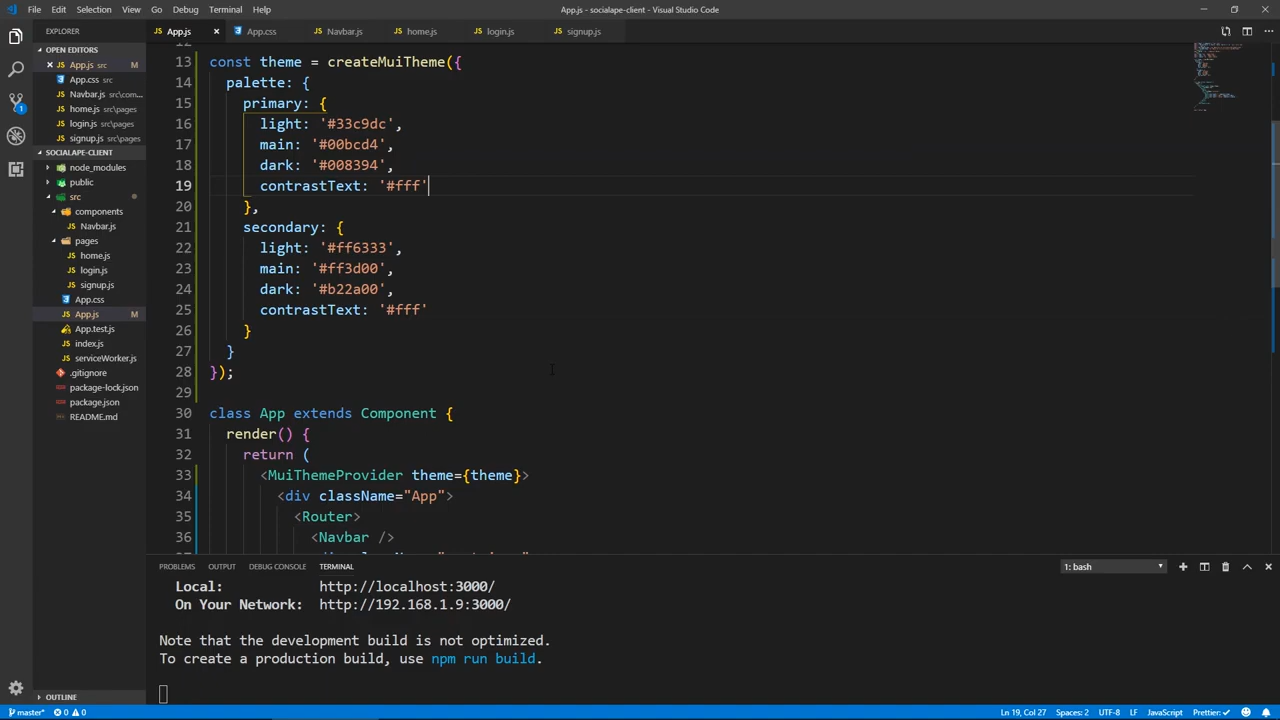 File Edit Selection View Go Debug Terminal Help
App.js - socialape-client - Visual Studio Code
EXPLORER
OPEN EDITORS
App.js src M
App.css src
Navbar.js src\com...
home.js src\pages
login.js src\pages
signup.js src\pages
SOCIALAPE-CLIENT
node_modules
public
src
components
Navbar.js
pages
home.js
login.js
signup.js
App.css
App.js M
App.test.js
index.js
serviceWorker.js
.gitignore
package-lock.json
package.json
README.md
OUTLINE
App.js App.css Navbar.js home.js login.js signup.js
12
13 const theme = createMuiTheme({
14 palette: {
15 primary: {
16 light: '#33c9dc',
17 main: '#00bcd4',
18 dark: '#008394',
19 contrastText: '#fff'
20 },
21 secondary: {
22 light: '#ff6333',
23 main: '#ff3d00',
24 dark: '#b22a00',
25 contrastText: '#fff'
26 }
27 }
28 });
29
30 class App extends Component {
31 render() {
32 return (
33 <MuiThemeProvider theme={theme}>
34 <div className="App">
35 <Router>
36 <Navbar />
PROBLEMS OUTPUT DEBUG CONSOLE TERMINAL 1: bash
Local: http://localhost:3000/
On Your Network: http://192.168.1.9:3000/
Note that the development build is not optimized.
To create a production build, use npm run build.
master* 0 0 Ln 19, Col 27 Spaces: 2 UTF-8 LF JavaScript Prettier: ✓